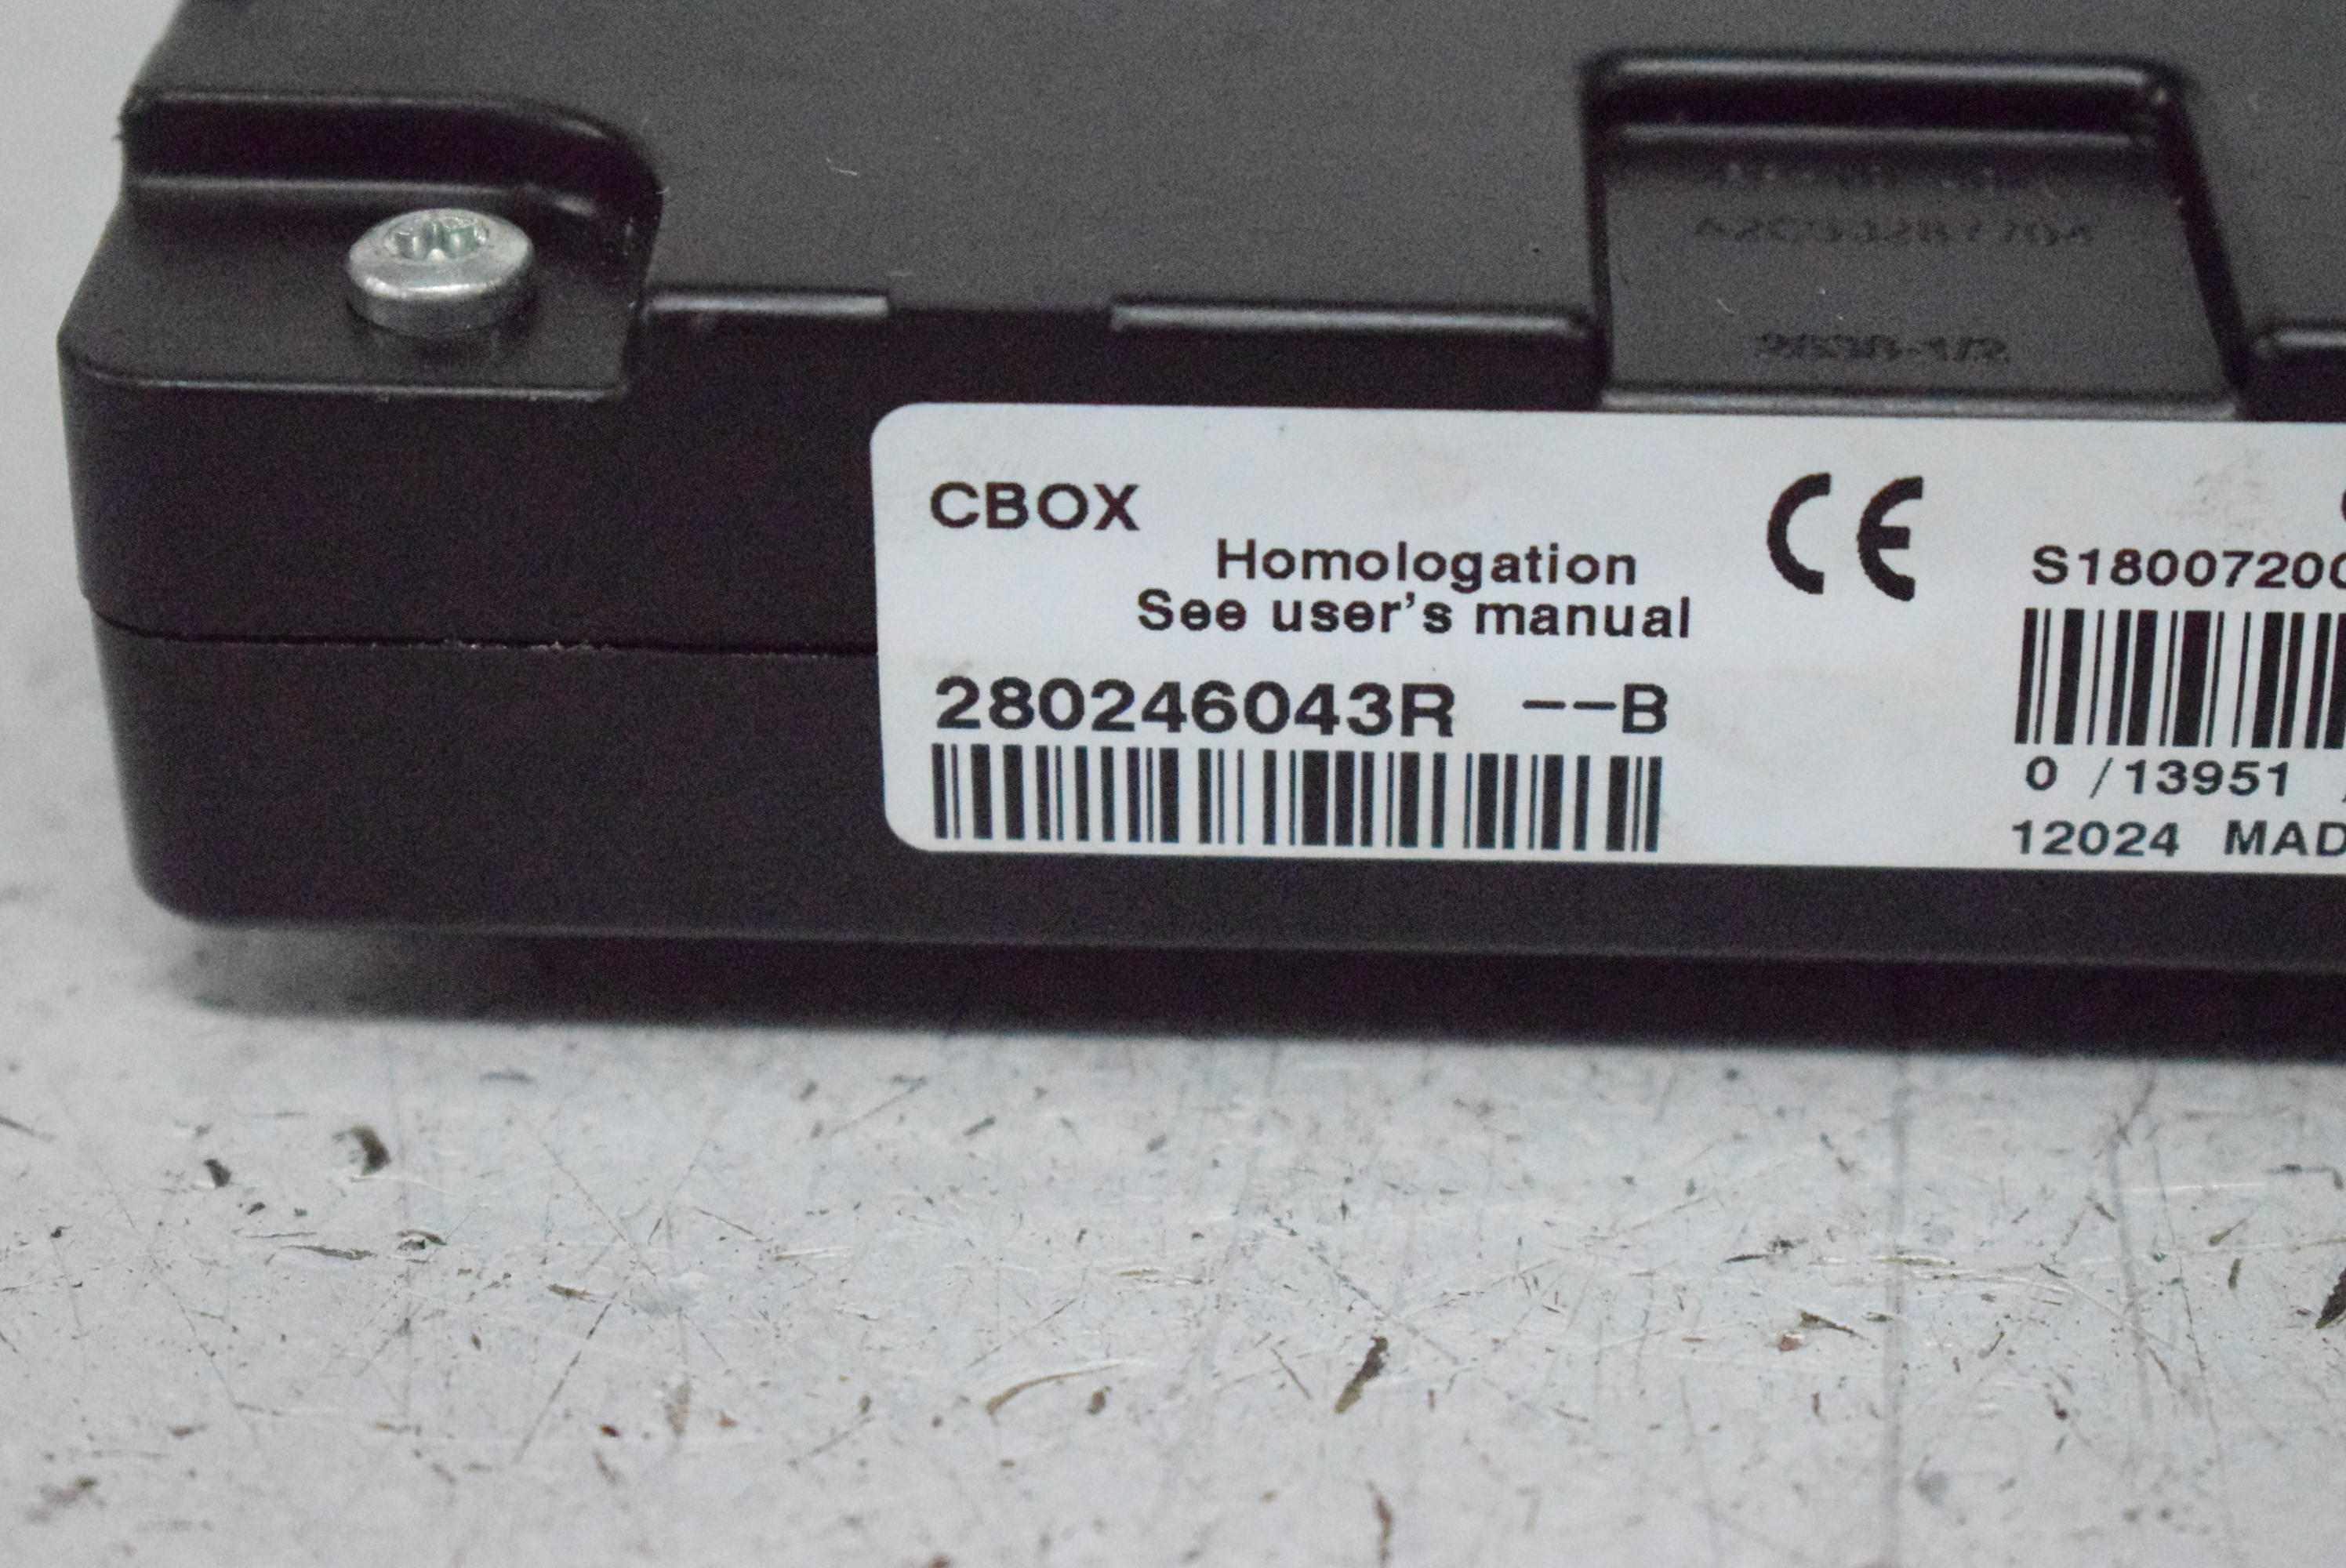 CBOX
Homologation
See user's manual
280246043R --B
CE
S1800720
0 /13951
12024 MAD